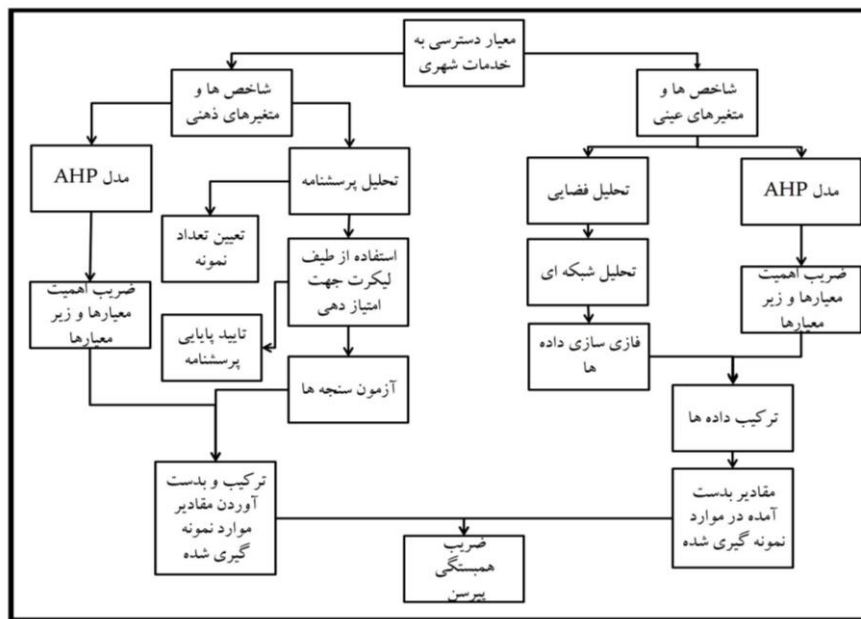 معیار دسترسی به
خدمات شهری
شاخص ها و
متغیرهای عینی
شاخص ها و
متغیرهای ذهنی
مدل AHP
تحلیل فضایی
تحلیل پرسشنامه
مدل AHP
تعیین تعداد
نمونه
تحلیل شبکه ای
استفاده از طیف
لیکرت جهت
امتیاز دهی
ضریب اهمیت
معیارها و زیر
معیارها
ضریب اهمیت
معیارها و زیر
معیارها
فازی سازی داده
ها
تایید پایایی
پرسشنامه
آزمون سنجه ها
ترکیب داده ها
مقادیر بدست
آمده در موارد
نمونه گیری شده
ترکیب و بدست
آوردن مقادیر
موارد نمونه
گیری شده
ضریب
همبستگی
پیرسن